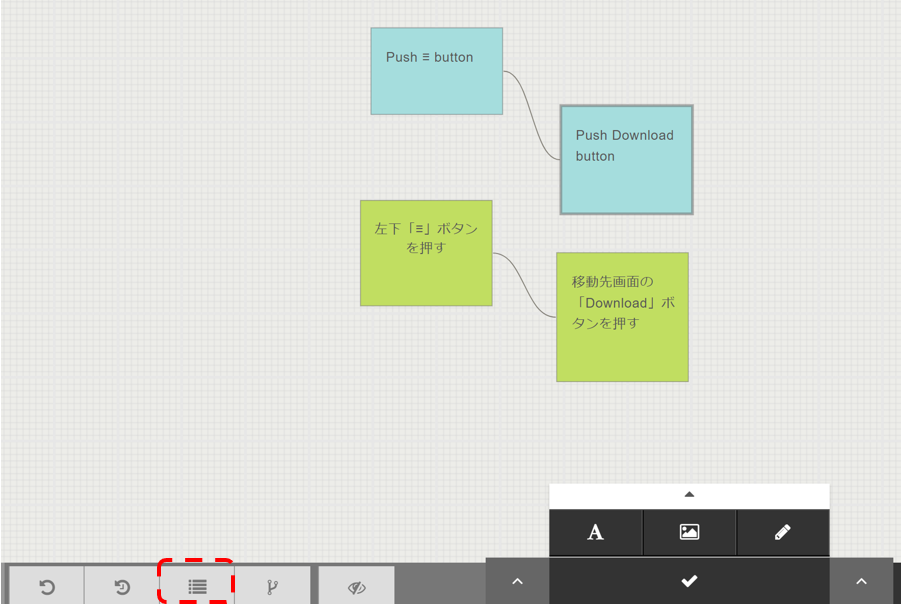 Push ≡ button
Push Download
button
左下「≡」ボタン
を押す
移動先画面の
「Download」ボ
タンを押す
A